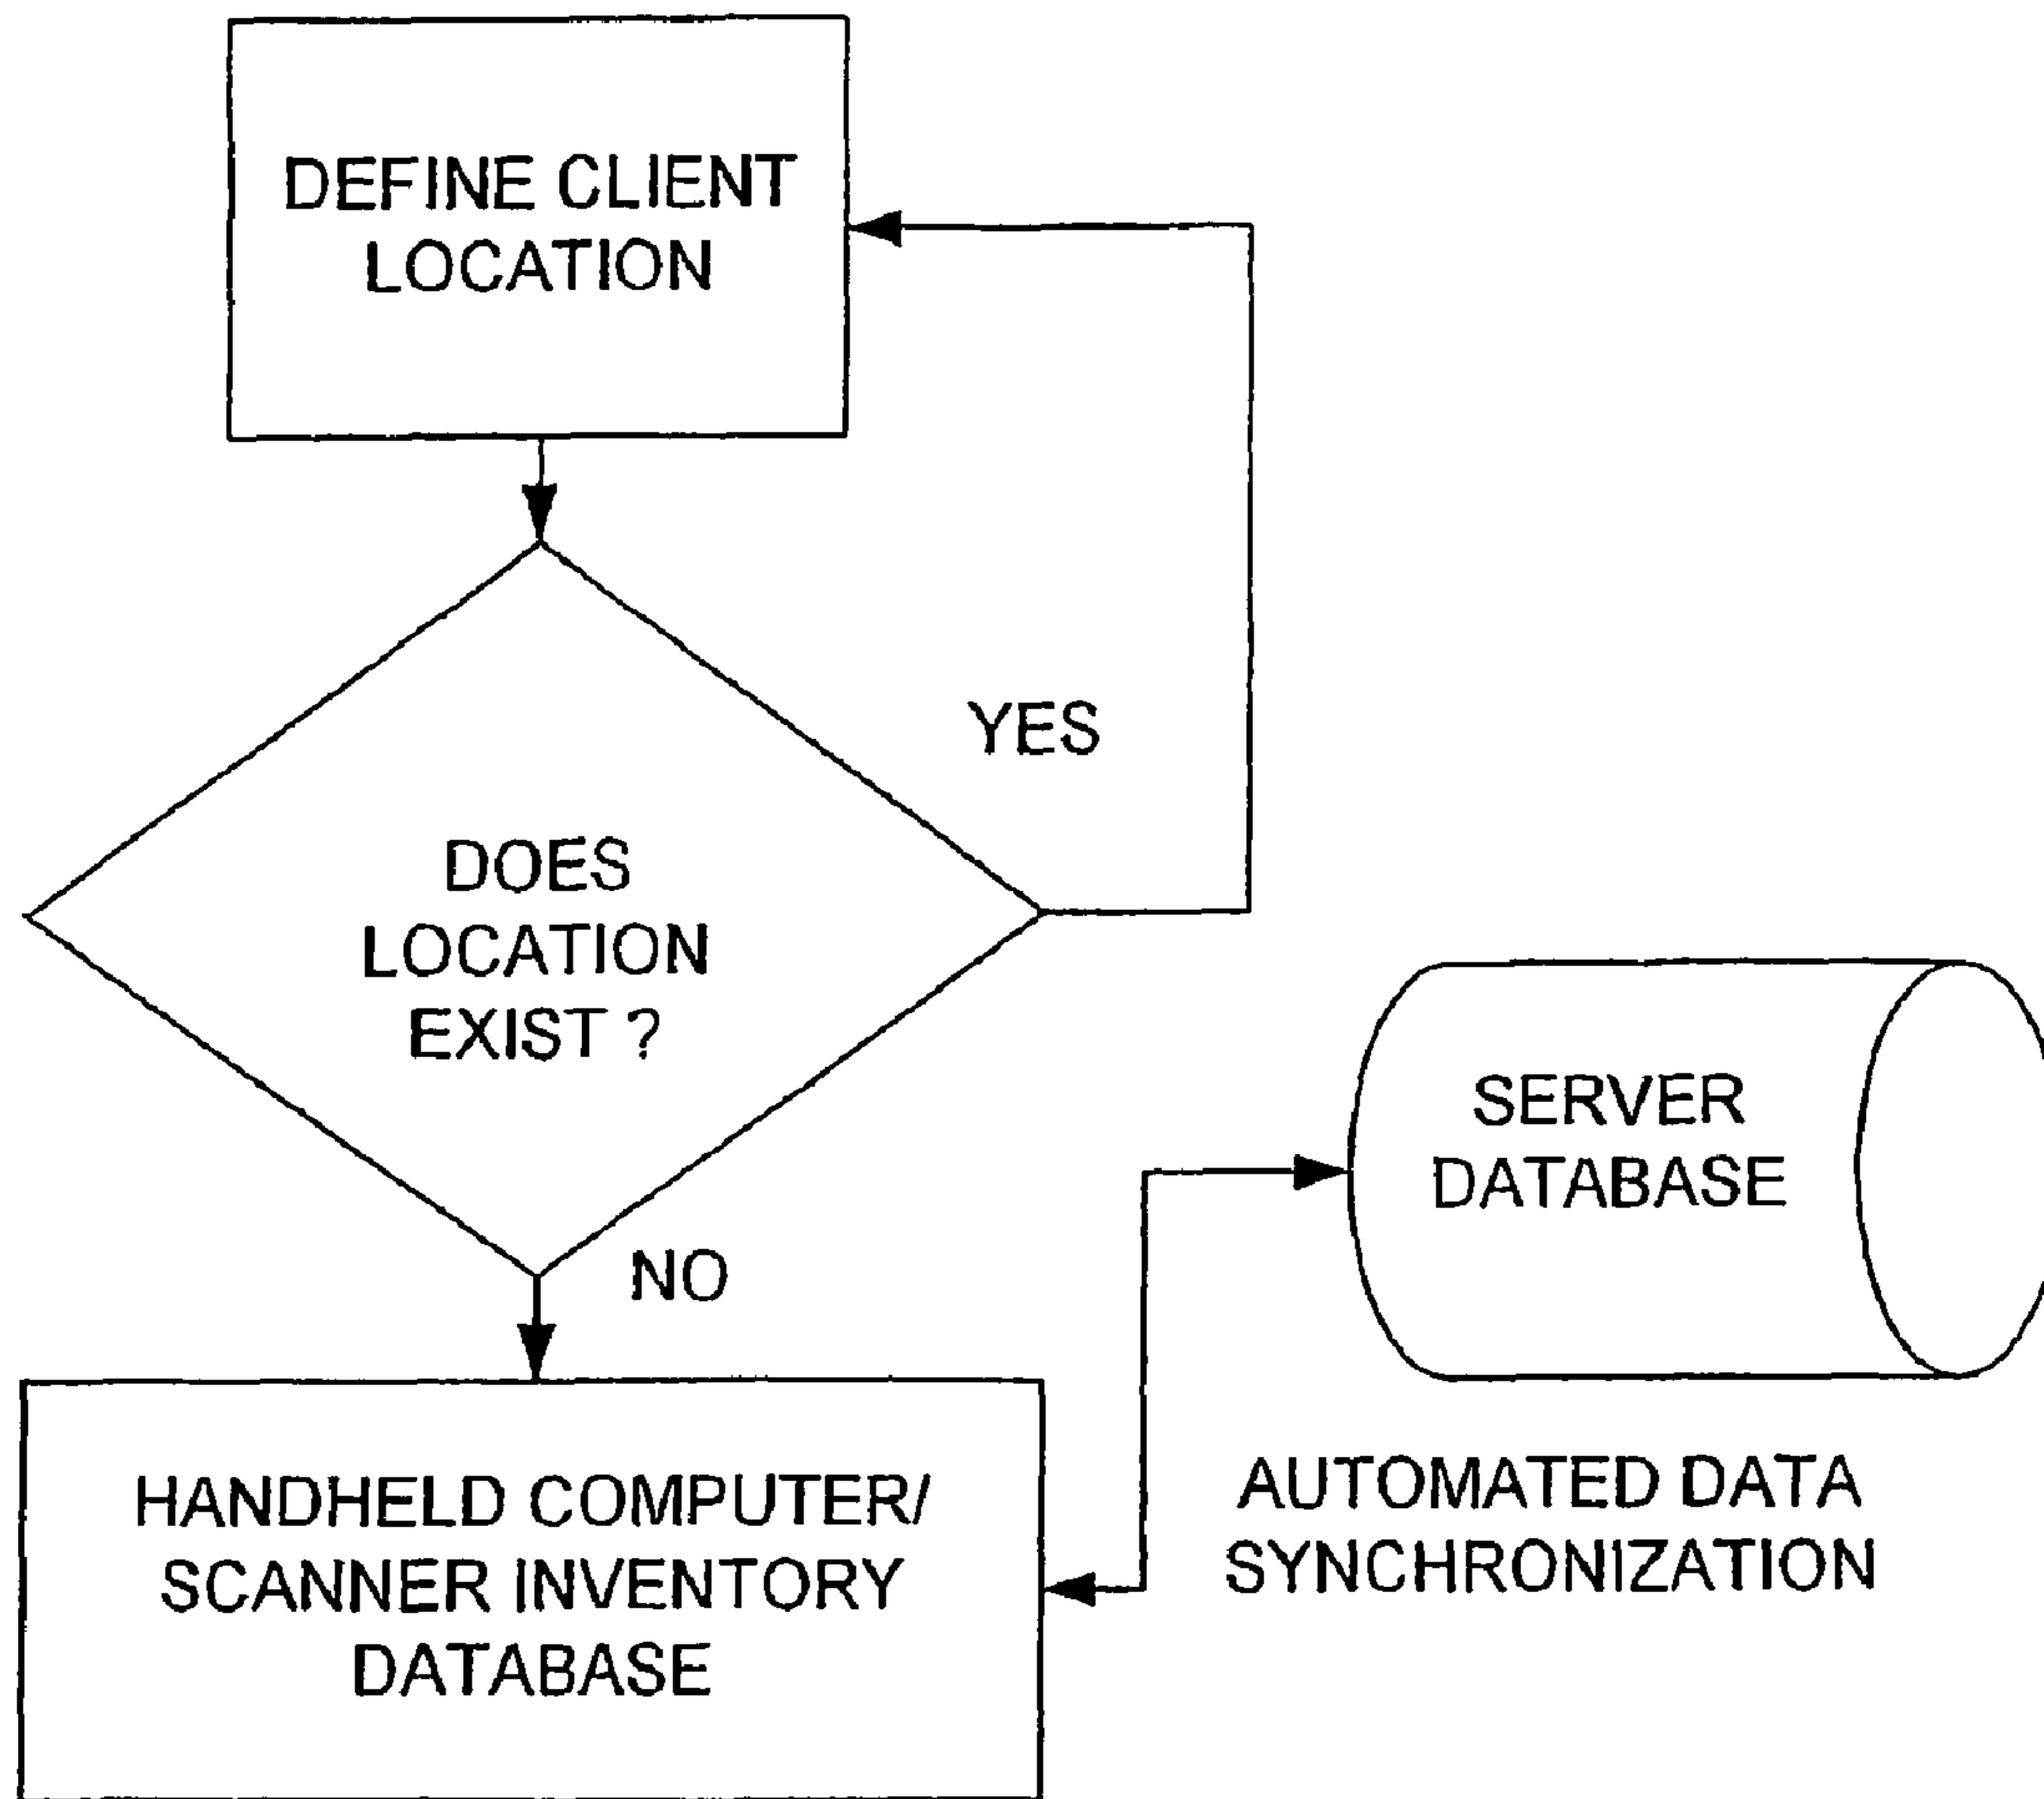 DEFINE CLIENT
LOCATION
YES
DOES
LOCATION
EXIST ?
NO
SERVER
DATABASE
HANDHELD COMPUTER/
SCANNER INVENTORY
DATABASE
AUTOMATED DATA
SYNCHRONIZATION